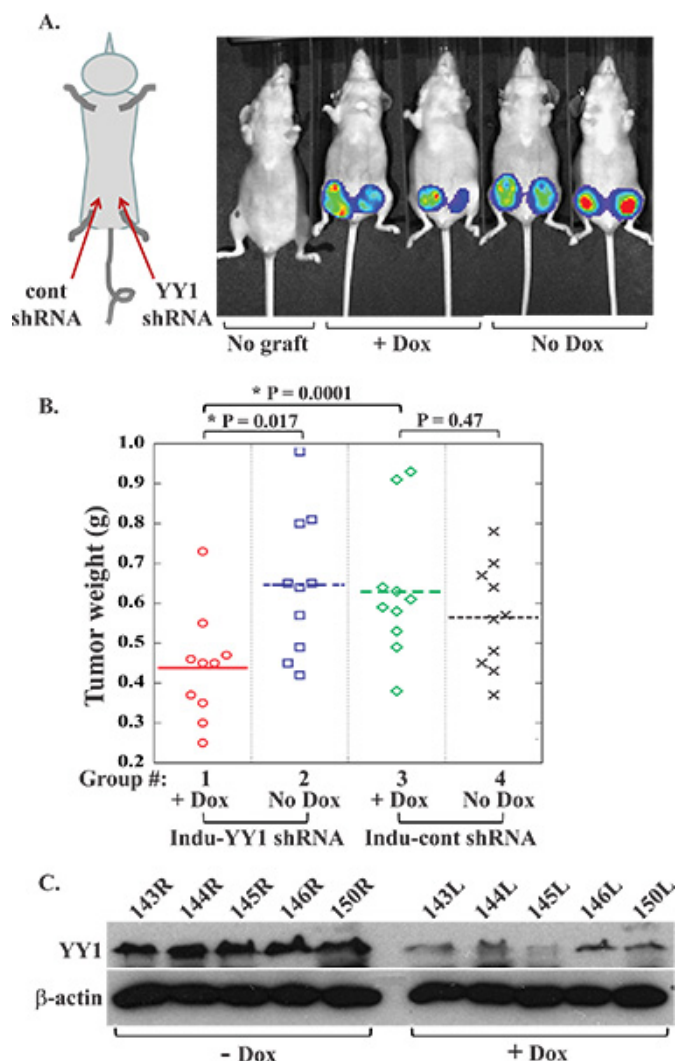 A.
cont
shRNA
YY1
shRNA
No graft
+ Dox
No Dox
B.
* P = 0.0001
* P = 0.017
P = 0.47
Tumor weight (g)
1.0
0.9
0.8
0.7
0.6
0.5
0.4
0.3
0.2
Group #: 1 2 3 4
+ Dox No Dox + Dox No Dox
Indu-YY1 shRNA Indu-cont shRNA
C.
143R 144R 145R 146R 150R 143L 144L 145L 146L 150L
YY1
β-actin
- Dox + Dox